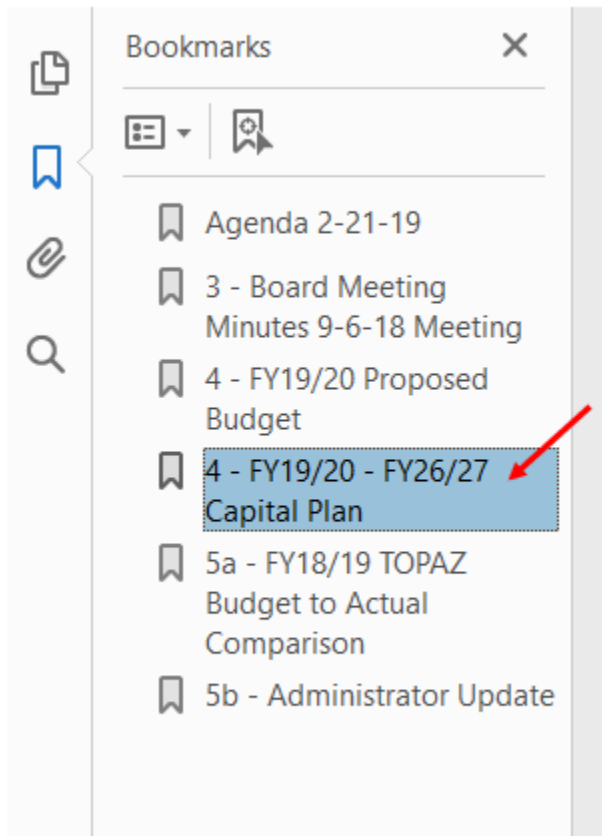 Bookmarks
Agenda 2-21-19
3 - Board Meeting
Minutes 9-6-18 Meeting
4 - FY19/20 Proposed
Budget
4 - FY19/20 - FY26/27
Capital Plan
5a - FY18/19 TOPAZ
Budget to Actual
Comparison
5b - Administrator Update